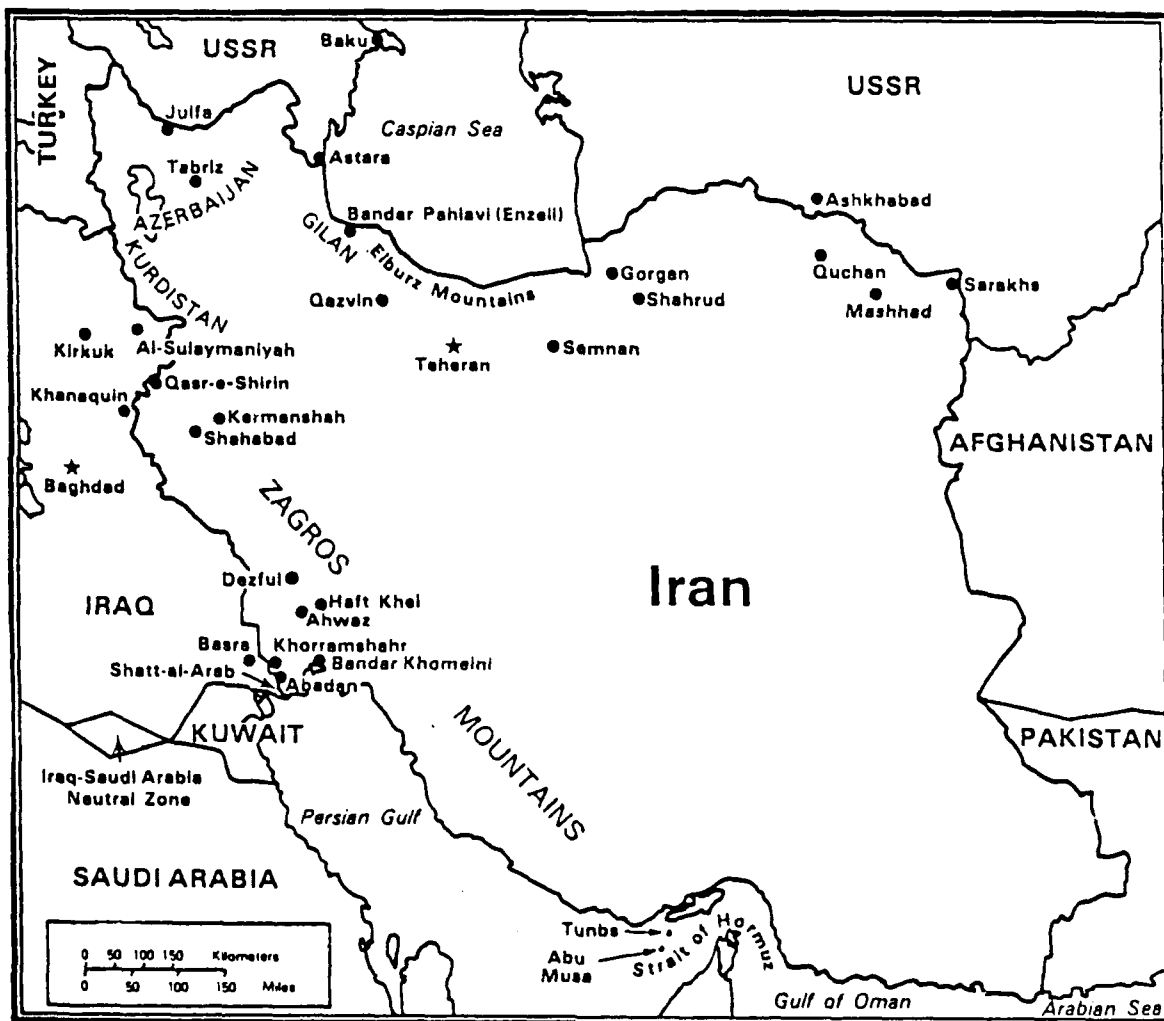 USSR
Baku
USSR
TURKEY
Julfa
Caspian Sea
Tabriz
Astara
AZERBAIJAN
Ashkhabad
Bandar Pahlavi (Enzeli)
GILAN
Elburz Mountains
KURDISTAN
Gorgan
Quchan
Sarakhs
Qazvin
Shahrud
Mashhad
Kirkuk
Al-Sulaymaniyah
Teheran
Semnan
Qasr-e-Shirin
Khanaquin
Kermanshah
Shahabad
AFGHANISTAN
Baghdad
ZAGROS
Dezful
Iran
IRAQ
Haft Khel
Ahwaz
Basra
Khorramshahr
Bandar Khomeini
Shatt-al-Arab
Abadan
KUWAIT
MOUNTAINS
PAKISTAN
Iraq-Saudi Arabia
Neutral Zone
Persian Gulf
SAUDI ARABIA
Tunbs
Abu
Musa
Strait of Hormuz
0 50 100 150 Kilometers
0 50 100 150 Miles
Gulf of Oman
Arabian Sea